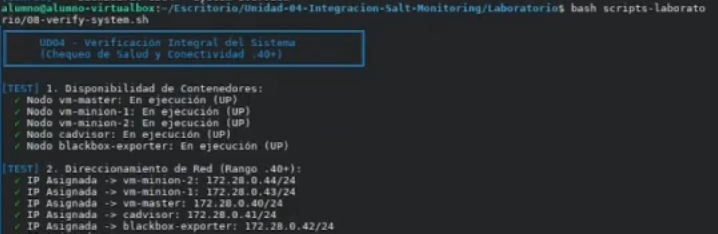 alumno@alumno-virtualbox:~/Escritorio/Unidad-04-Integracion-Salt-Monitoring/Laboratorio$ bash scripts-laborato
rio/08-verify-system.sh
UD04 - Verificación Integral del Sistema
(Chequeo de Salud y Conectividad .40+)
[TEST] 1. Disponibilidad de Contenedores:
✓ Nodo vm-master: En ejecución (UP)
✓ Nodo vm-minion-1: En ejecución (UP)
✓ Nodo vm-minion-2: En ejecución (UP)
✓ Nodo cadvisor: En ejecución (UP)
✓ Nodo blackbox-exporter: En ejecución (UP)
[TEST] 2. Direccionamiento de Red (Rango .40+):
✓ IP Asignada -> vm-minion-2: 172.28.0.44/24
✓ IP Asignada -> vm-minion-1: 172.28.0.43/24
✓ IP Asignada -> vm-master: 172.28.0.40/24
✓ IP Asignada -> cadvisor: 172.28.0.41/24
✓ IP Asignada -> blackbox-exporter: 172.28.0.42/24